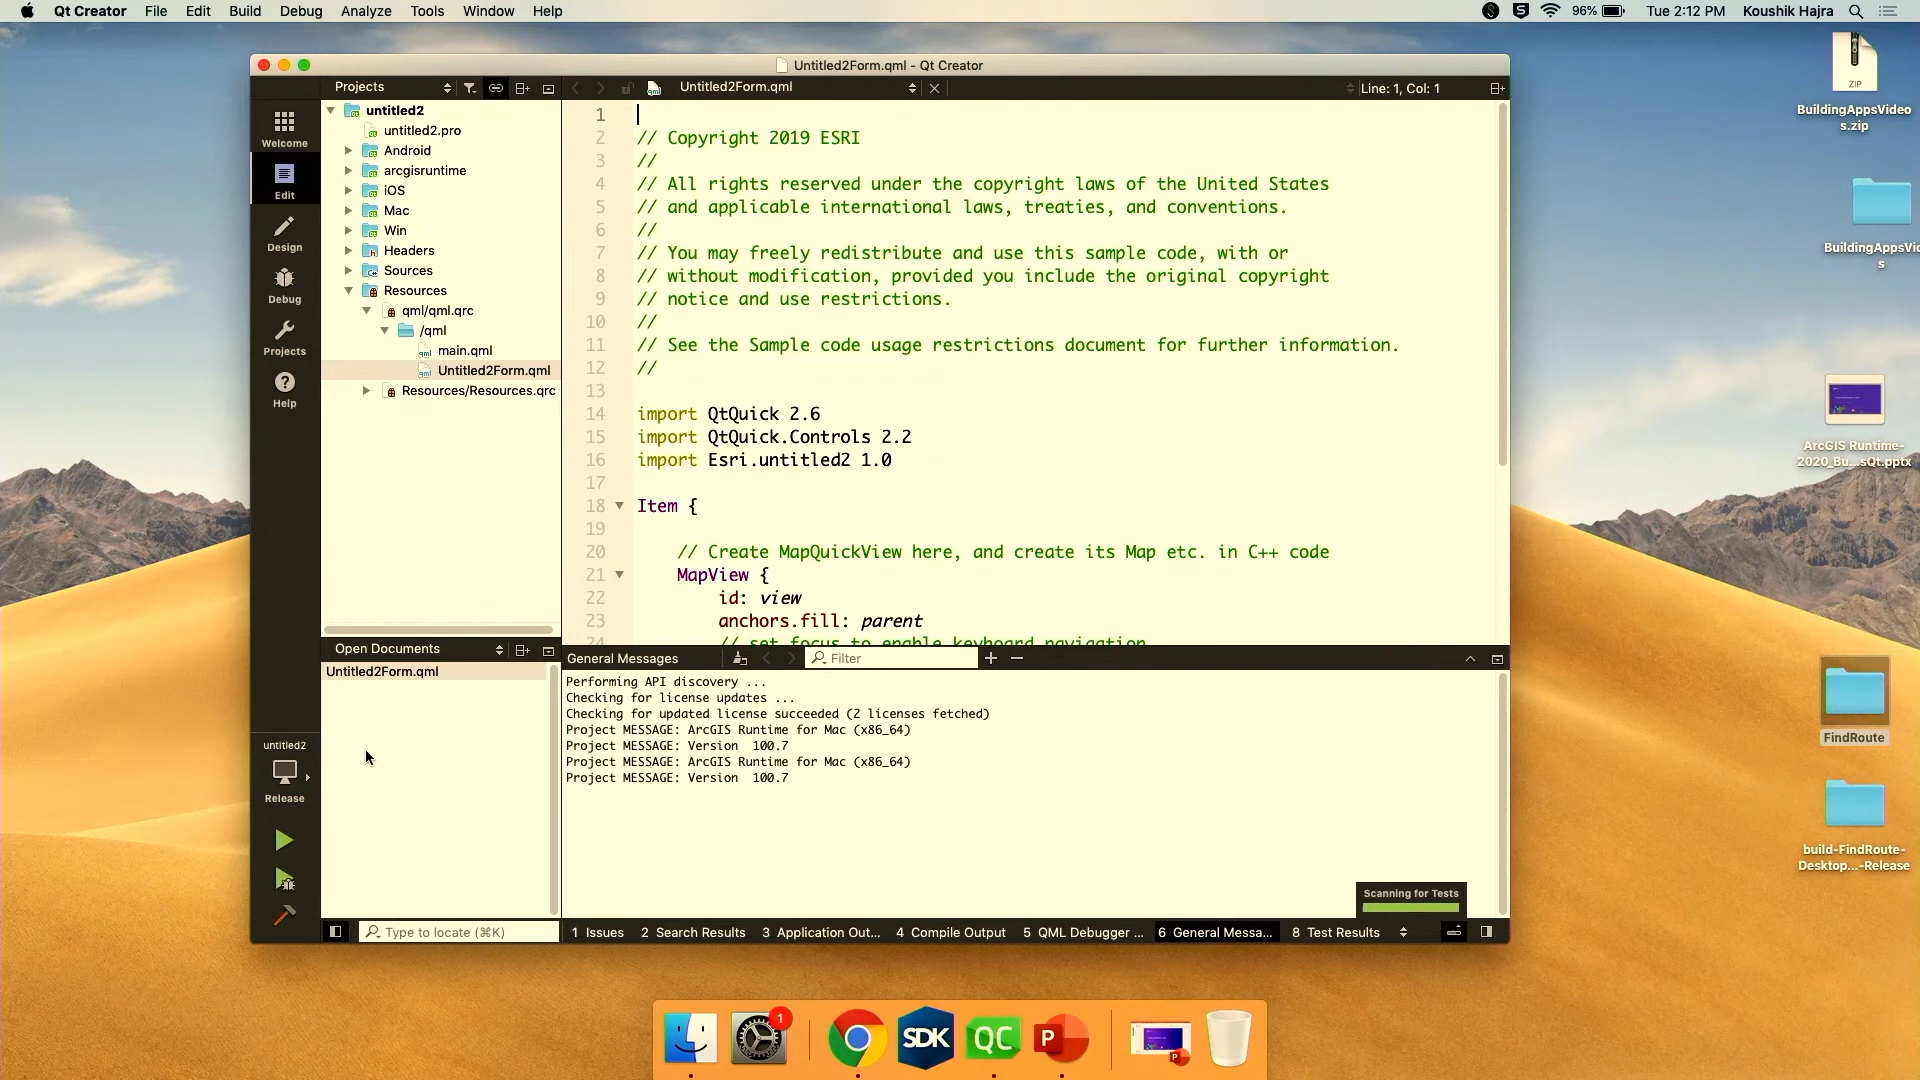 Qt Creator File Edit Build Debug Analyze Tools Window Help
96% Tue 2:12 PM Koushik Hajra
Untitled2Form.qml - Qt Creator
Projects
Untitled2Form.qml
Line: 1, Col: 1
Welcome
Edit
Design
Debug
Projects
Help
untitled2
untitled2.pro
Android
arcgisruntime
iOS
Mac
Win
Headers
Sources
Resources
qml/qml.qrc
/qml
main.qml
Untitled2Form.qml
Resources/Resources.qrc
1
2 // Copyright 2019 ESRI
3 //
4 // All rights reserved under the copyright laws of the United States
5 // and applicable international laws, treaties, and conventions.
6 //
7 // You may freely redistribute and use this sample code, with or
8 // without modification, provided you include the original copyright
9 // notice and use restrictions.
10 //
11 // See the Sample code usage restrictions document for further information.
12 //
13
14 import QtQuick 2.6
15 import QtQuick.Controls 2.2
16 import Esri.untitled2 1.0
17
18 Item {
19
20 // Create MapQuickView here, and create its Map etc. in C++ code
21 MapView {
22 id: view
23 anchors.fill: parent
24 // set focus to enable keyboard navigation
Open Documents
Untitled2Form.qml
General Messages
Filter
Performing API discovery ...
Checking for license updates ...
Checking for updated license succeeded (2 licenses fetched)
Project MESSAGE: ArcGIS Runtime for Mac (x86_64)
Project MESSAGE: Version 100.7
Project MESSAGE: ArcGIS Runtime for Mac (x86_64)
Project MESSAGE: Version 100.7
Scanning for Tests
untitled2
Release
Type to locate (⌘K)
1 Issues 2 Search Results 3 Application Out... 4 Compile Output 5 QML Debugger ... 6 General Messa... 8 Test Results
ZIP
BuildingAppsVideo
s.zip
BuildingAppsVic
s
ArcGIS Runtime-
2020_Bu...sQt.pptx
FindRoute
build-FindRoute-
Desktop...-Release
1
SDK
QC
P